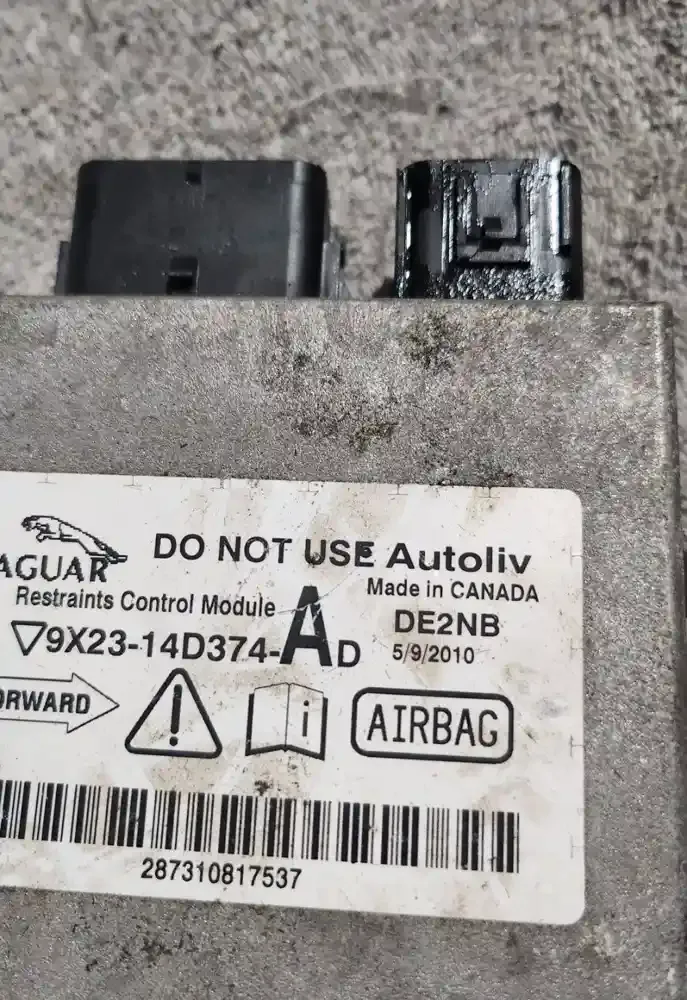 DO NOT USE Autoliv
AGUAR
Made in CANADA
Restraints Control Module
DE2NB
9X23-14D374-AD
5/9/2010
ORWARD
i
AIRBAG
287310817537